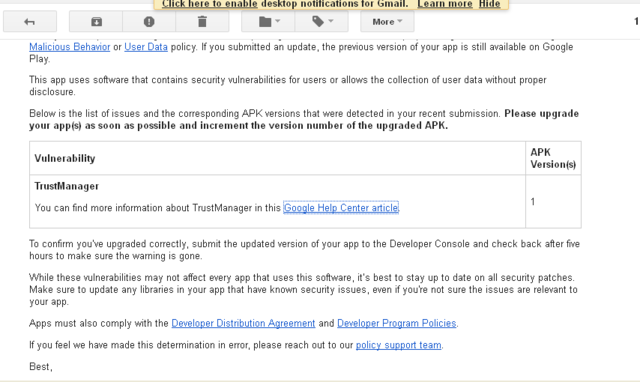 Click here to enable desktop notifications for Gmail. Learn more Hide
More
1
Malicious Behavior or User Data policy. If you submitted an update, the previous version of your app is still available on Google
Play.
This app uses software that contains security vulnerabilities for users or allows the collection of user data without proper
disclosure.
Below is the list of issues and the corresponding APK versions that were detected in your recent submission. Please upgrade
your app(s) as soon as possible and increment the version number of the upgraded APK.
Vulnerability
APK
Version(s)
TrustManager
You can find more information about TrustManager in this Google Help Center article.
1
To confirm you've upgraded correctly, submit the updated version of your app to the Developer Console and check back after five
hours to make sure the warning is gone.
While these vulnerabilities may not affect every app that uses this software, it's best to stay up to date on all security patches.
Make sure to update any libraries in your app that have known security issues, even if you're not sure the issues are relevant to
your app.
Apps must also comply with the Developer Distribution Agreement and Developer Program Policies.
If you feel we have made this determination in error, please reach out to our policy support team.
Best,